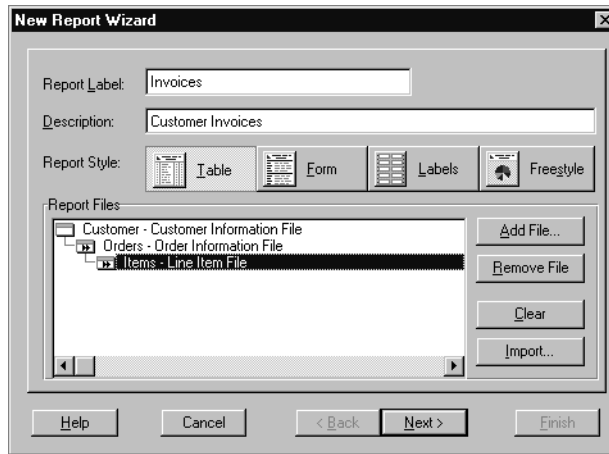 New Report Wizard
Report Label: Invoices
Description: Customer Invoices
Report Style: Table Form Labels Freestyle
Report Files
Customer - Customer Information File
Orders - Order Information File
Items - Line Item File
Add File...
Remove File
Clear
Import...
Help Cancel < Back Next > Finish